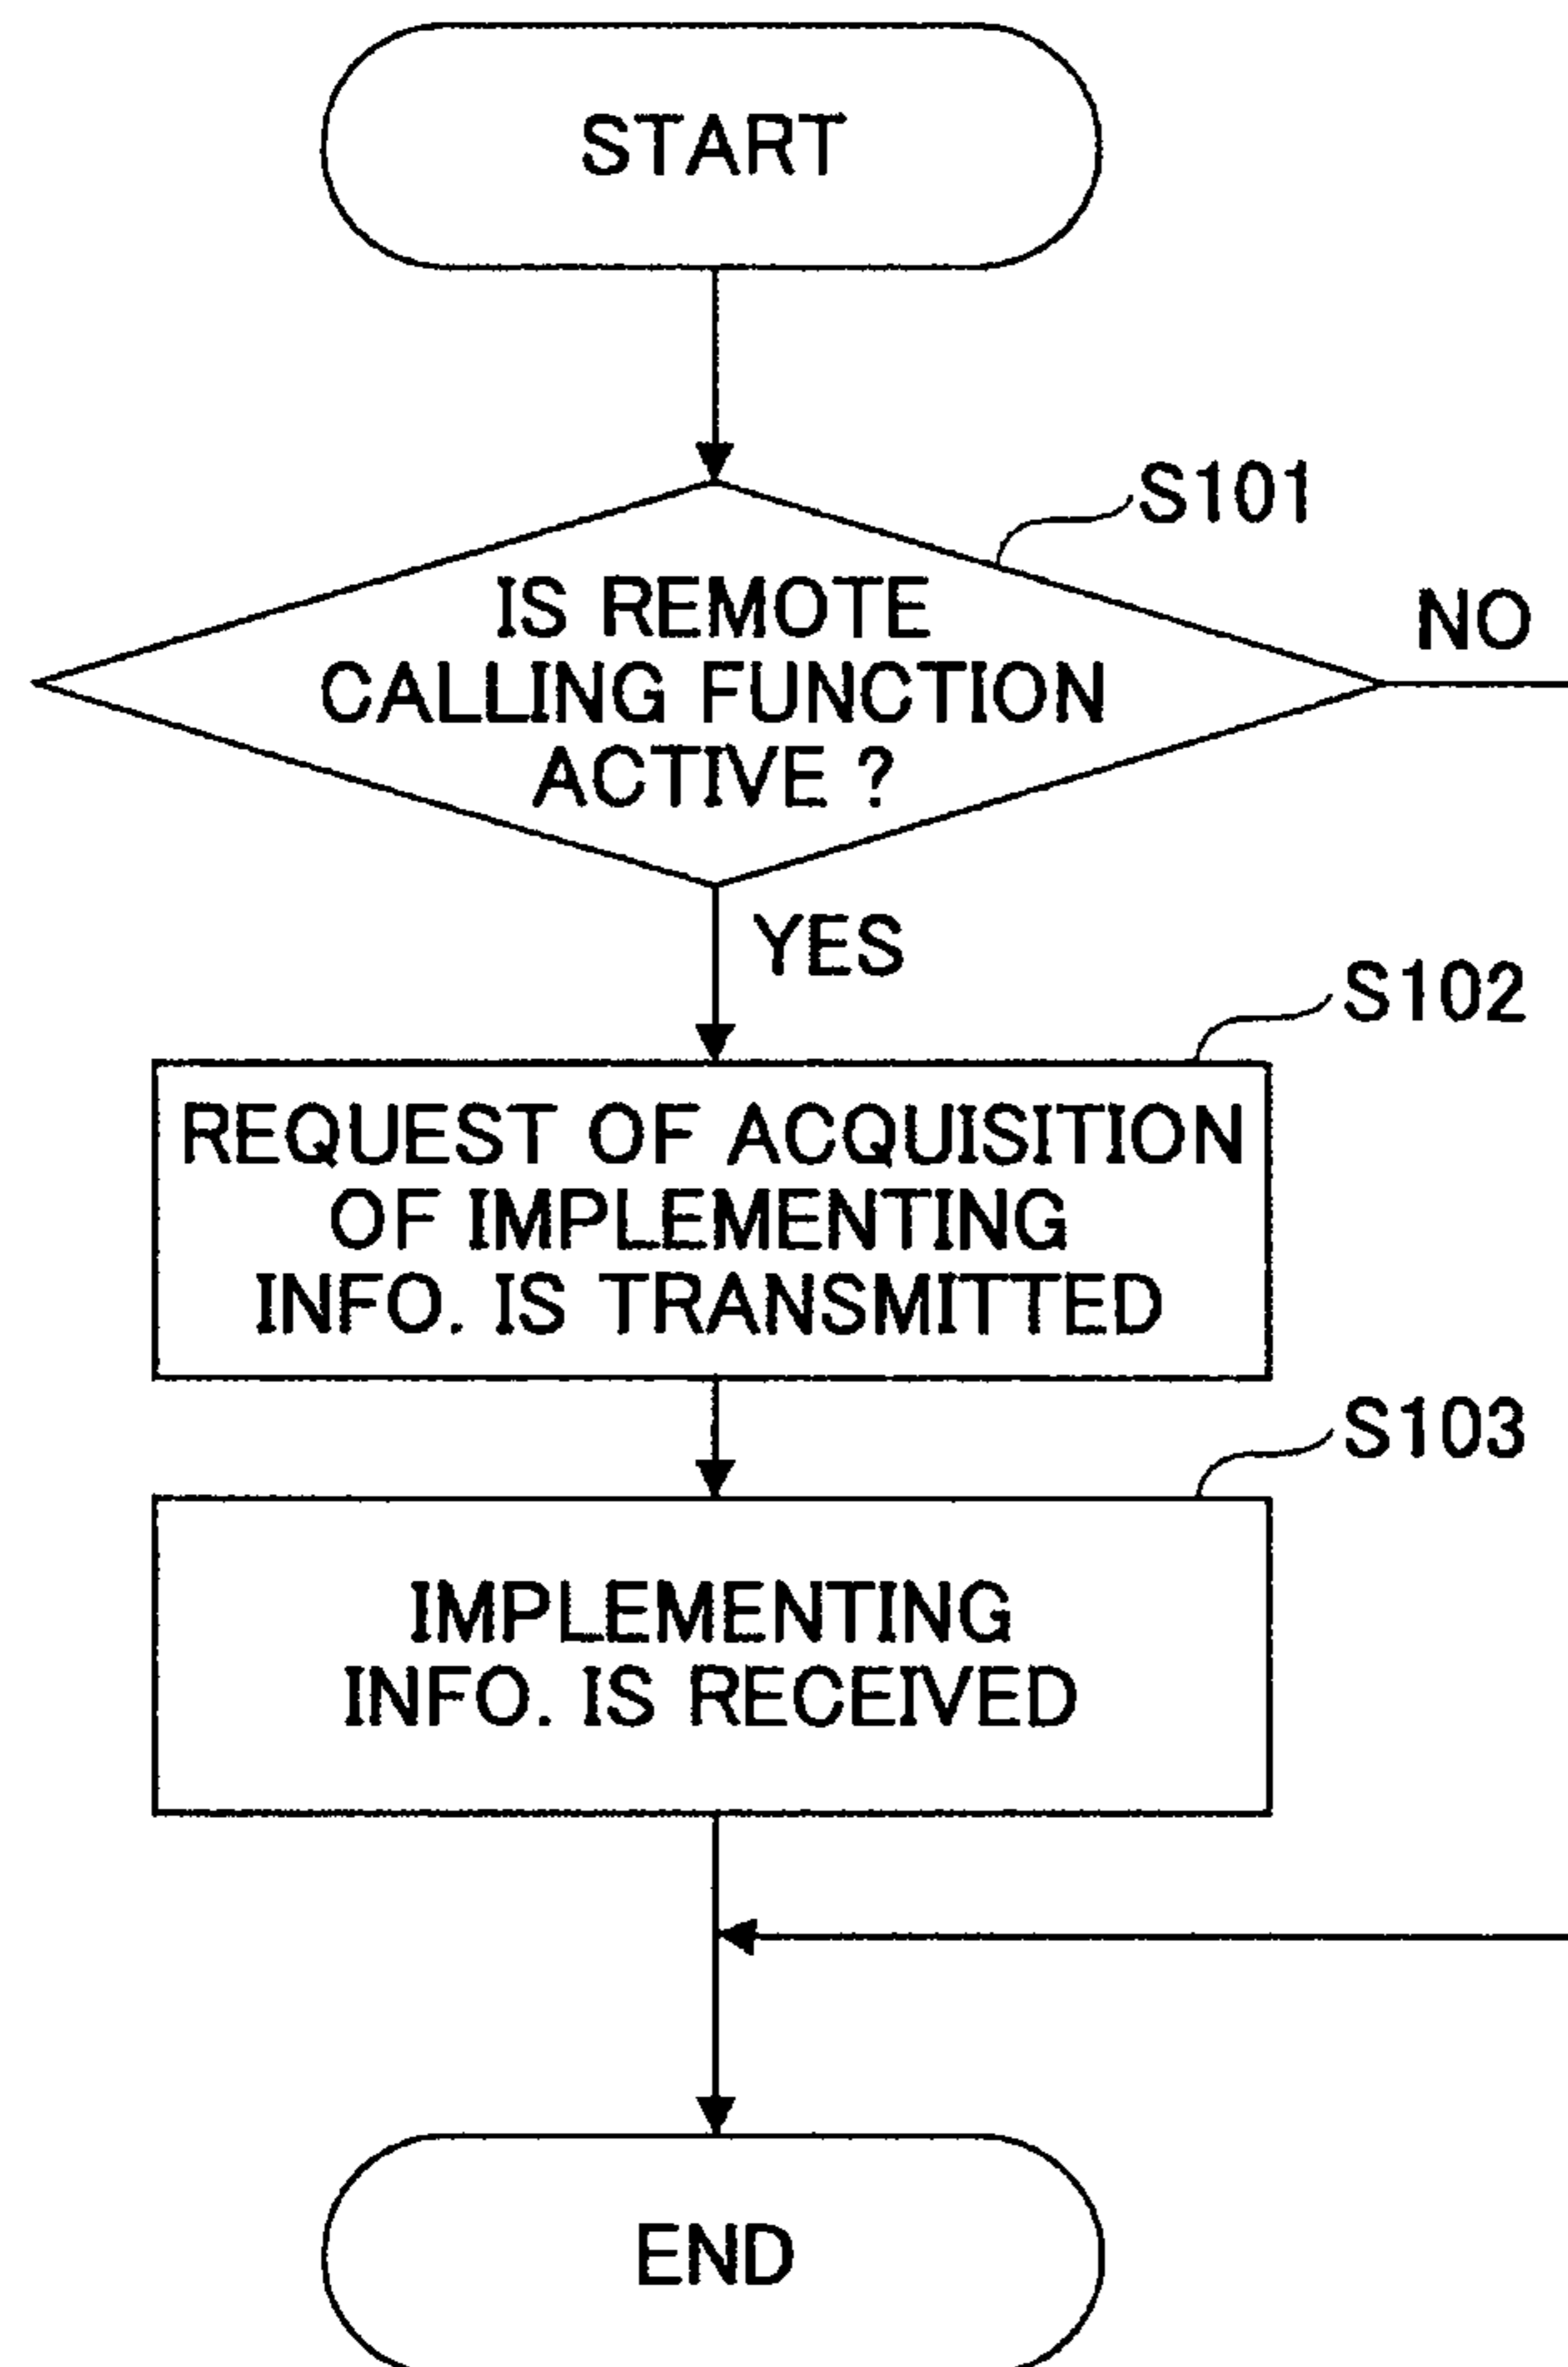 START
S101
IS REMOTE
CALLING FUNCTION
ACTIVE ?
NO
YES
S102
REQUEST OF ACQUISITION
OF IMPLEMENTING
INFO. IS TRANSMITTED
S103
IMPLEMENTING
INFO. IS RECEIVED
END